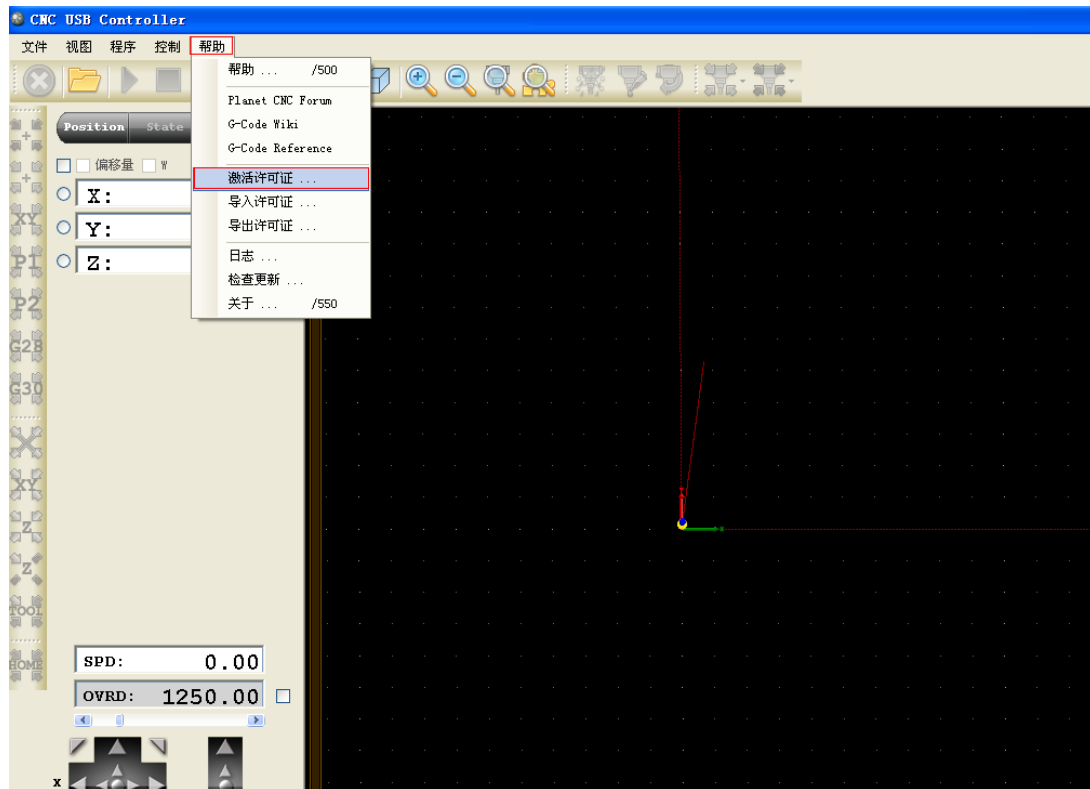 CNC USB Controller
文件 视图 程序 控制 帮助
帮助 ... /500
Planet CNC Forum
G-Code Wiki
G-Code Reference
激活许可证 ...
导入许可证 ...
导出许可证 ...
日志 ...
检查更新 ...
关于 ... /550
Position State
偏移量 W
X:
Y:
Z:
XY
P1
P2
G28
G30
XY
Z
Z
TOOL
HOME
SPD: 0.00
OVRD: 1250.00
X